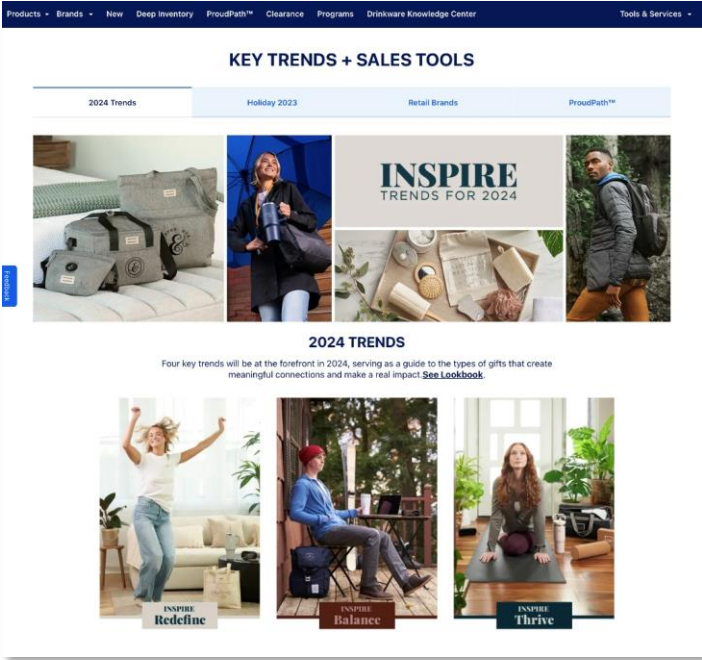 Products Brands New Deep Inventory ProudPath™ Clearance Programs Drinkware Knowledge Center Tools & Services
KEY TRENDS + SALES TOOLS
2024 Trends Holiday 2023 Retail Brands ProudPath™
INSPIRE
TRENDS FOR 2024
Feedback
2024 TRENDS
Four key trends will be at the forefront in 2024, serving as a guide to the types of gifts that create
meaningful connections and make a real impact.See Lookbook.
INSPIRE
Redefine
INSPIRE
Balance
INSPIRE
Thrive